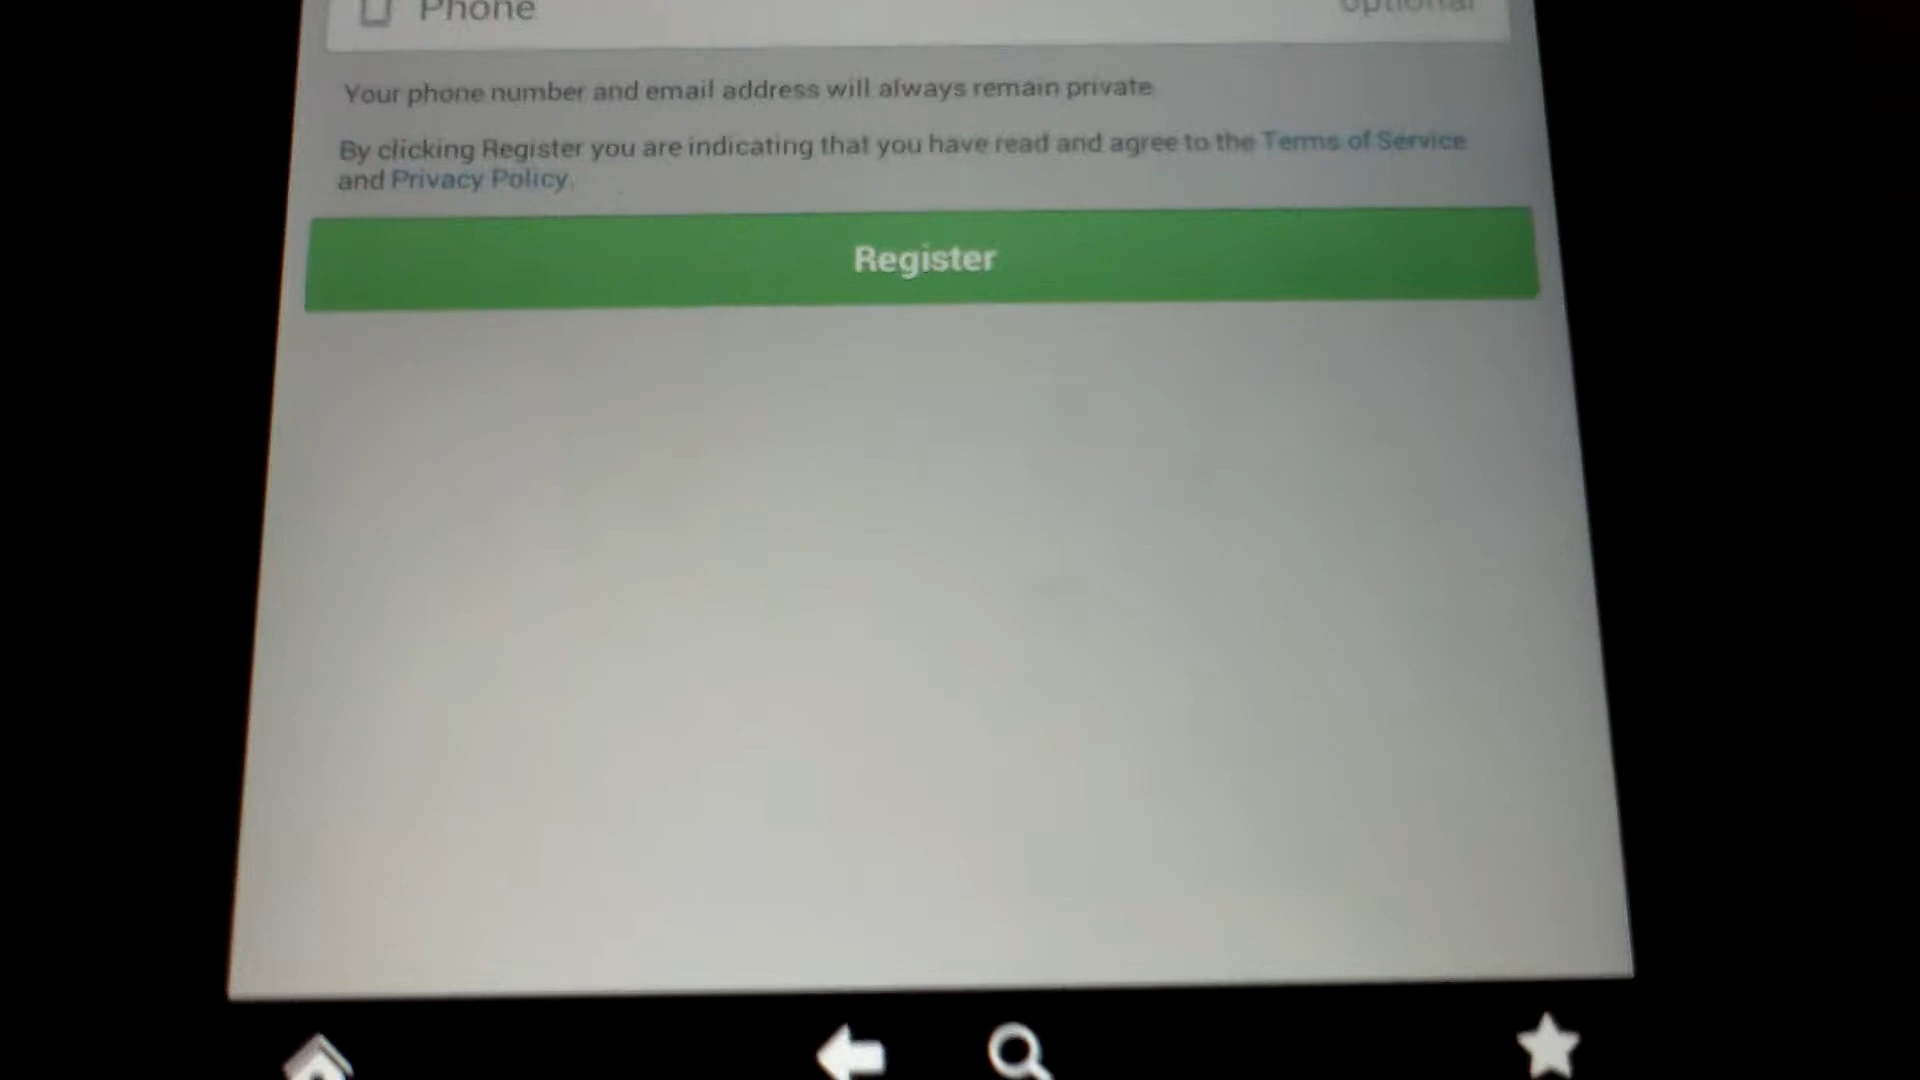 Phone optional
Your phone number and email address will always remain private.
By clicking Register you are indicating that you have read and agree to the Terms of Service
and Privacy Policy.
Register